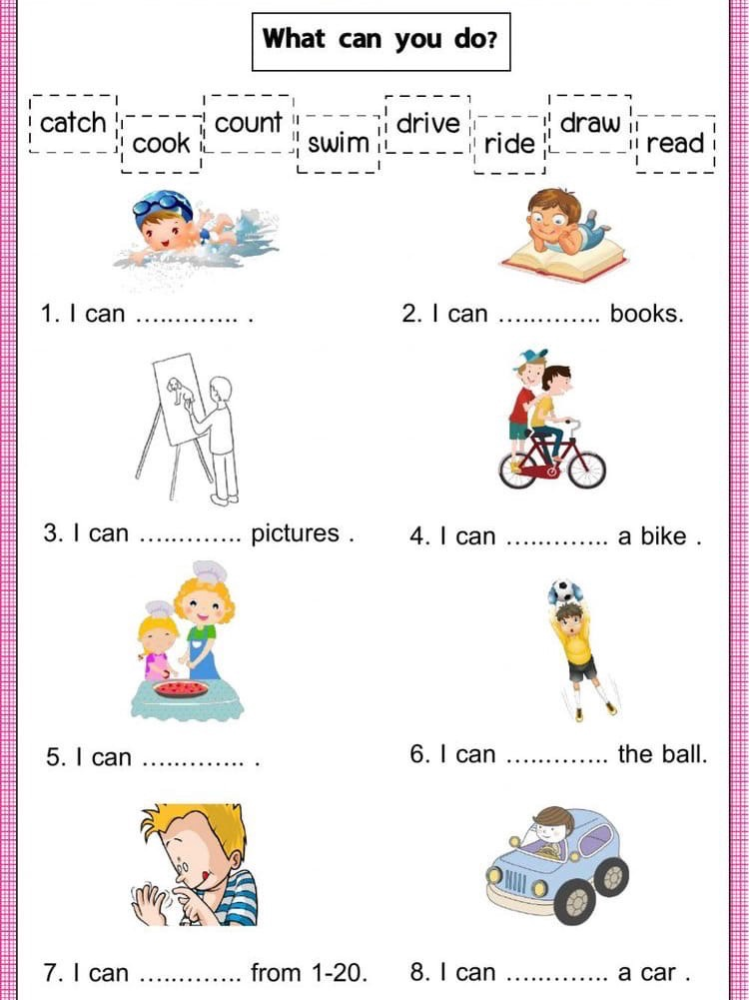 What can you do?
catch cook count swim drive ride draw read
1. I can …..……….. .
2. I can …..……….. books.
3. I can …..……….. pictures .
4. I can …..……….. a bike .
5. I can …..……….. .
6. I can …..……….. the ball.
7. I can …..……….. from 1-20.
8. I can …..……….. a car .